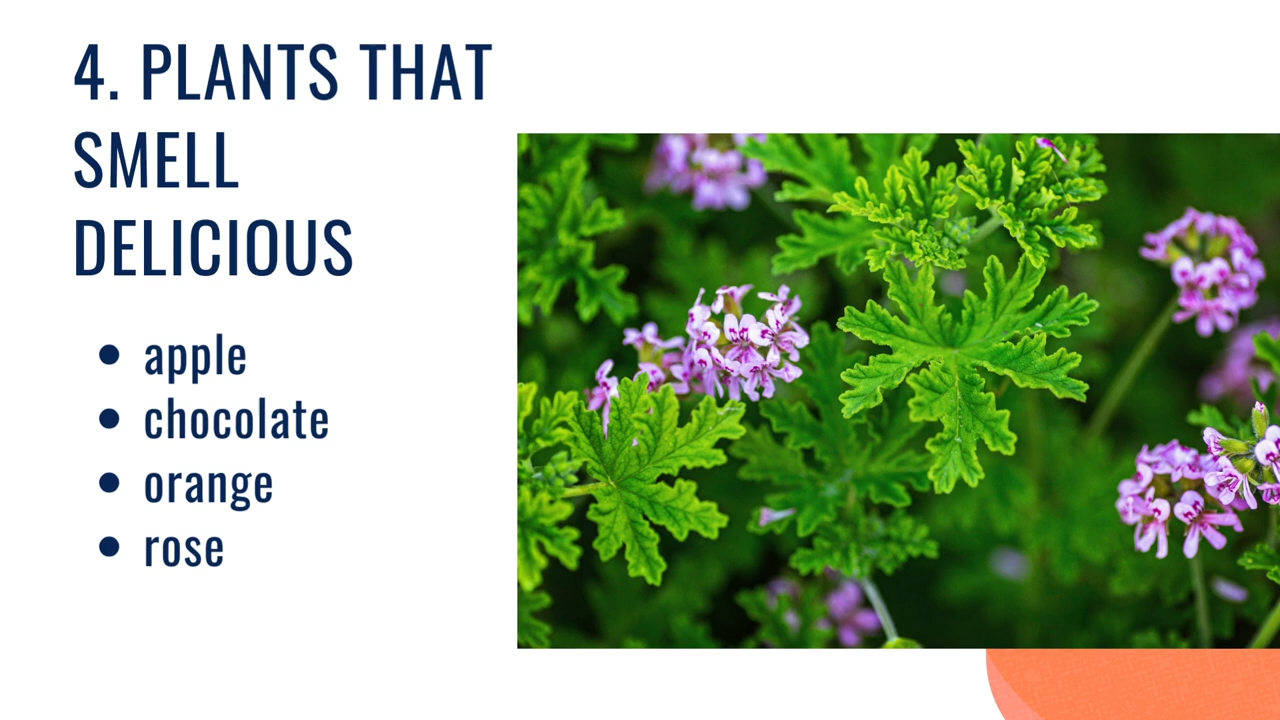 4. PLANTS THAT
SMELL
DELICIOUS
• apple
• chocolate
• orange
• rose